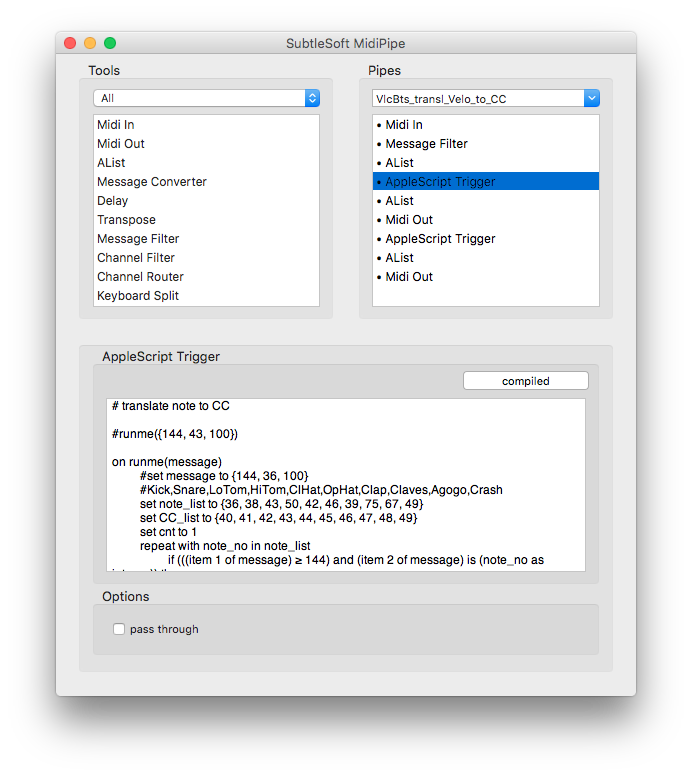 SubtleSoft MidiPipe
Tools
All
Midi In
Midi Out
AList
Message Converter
Delay
Transpose
Message Filter
Channel Filter
Channel Router
Keyboard Split
Pipes
VlcBts_transl_Velo_to_CC
• Midi In
• Message Filter
• AList
• AppleScript Trigger
• AList
• Midi Out
• AppleScript Trigger
• AList
• Midi Out
AppleScript Trigger
compiled
# translate note to CC
#runme({144, 43, 100})
on runme(message)
#set message to {144, 36, 100}
#Kick,Snare,LoTom,HiTom,ClHat,OpHat,Clap,Claves,Agogo,Crash
set note_list to {36, 38, 43, 50, 42, 46, 39, 75, 67, 49}
set CC_list to {40, 41, 42, 43, 44, 45, 46, 47, 48, 49}
set cnt to 1
repeat with note_no in note_list
if (((item 1 of message) ≥ 144) and (item 2 of message) is (note_no as
Options
pass through